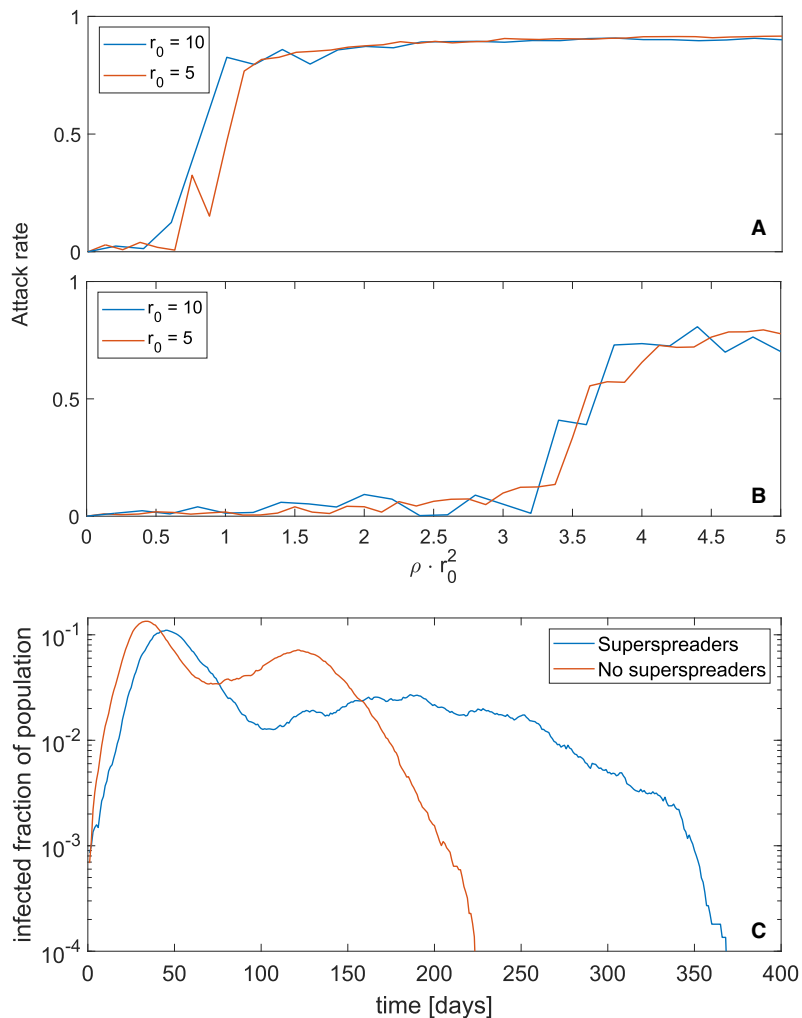 1
r₀ = 10
r₀ = 5
0.5
Attack rate
A
0
1
r₀ = 10
r₀ = 5
0.5
B
0
0 0.5 1 1.5 2 2.5 3 3.5 4 4.5 5
ρ · r₀²
10⁻¹
Superspreaders
No superspreaders
10⁻²
infected fraction of population
10⁻³
C
10⁻⁴
0 50 100 150 200 250 300 350 400
time [days]